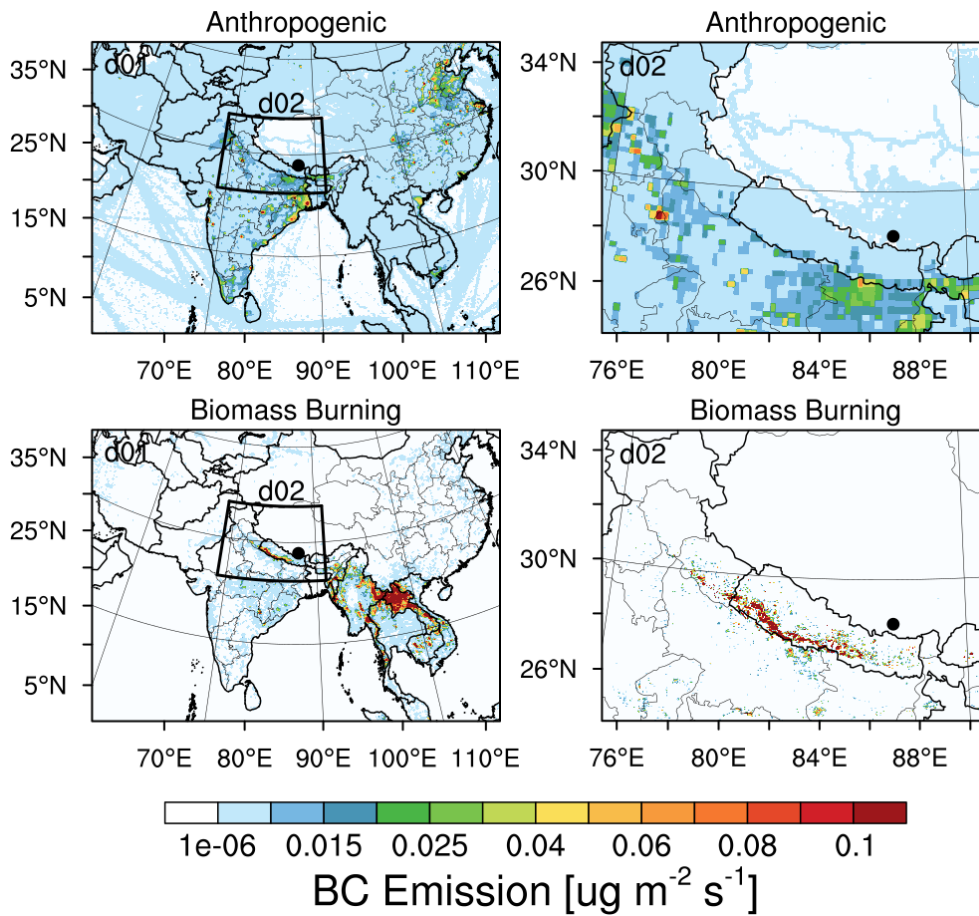 Anthropogenic
Anthropogenic
35°N
25°N
15°N
5°N
d01
d02
70°E 80°E 90°E 100°E 110°E
34°N
30°N
26°N
d02
76°E 80°E 84°E 88°E
Biomass Burning
Biomass Burning
35°N
25°N
15°N
5°N
d01
d02
70°E 80°E 90°E 100°E 110°E
34°N
30°N
26°N
d02
76°E 80°E 84°E 88°E
1e-06 0.015 0.025 0.04 0.06 0.08 0.1
BC Emission [ug m⁻² s⁻¹]